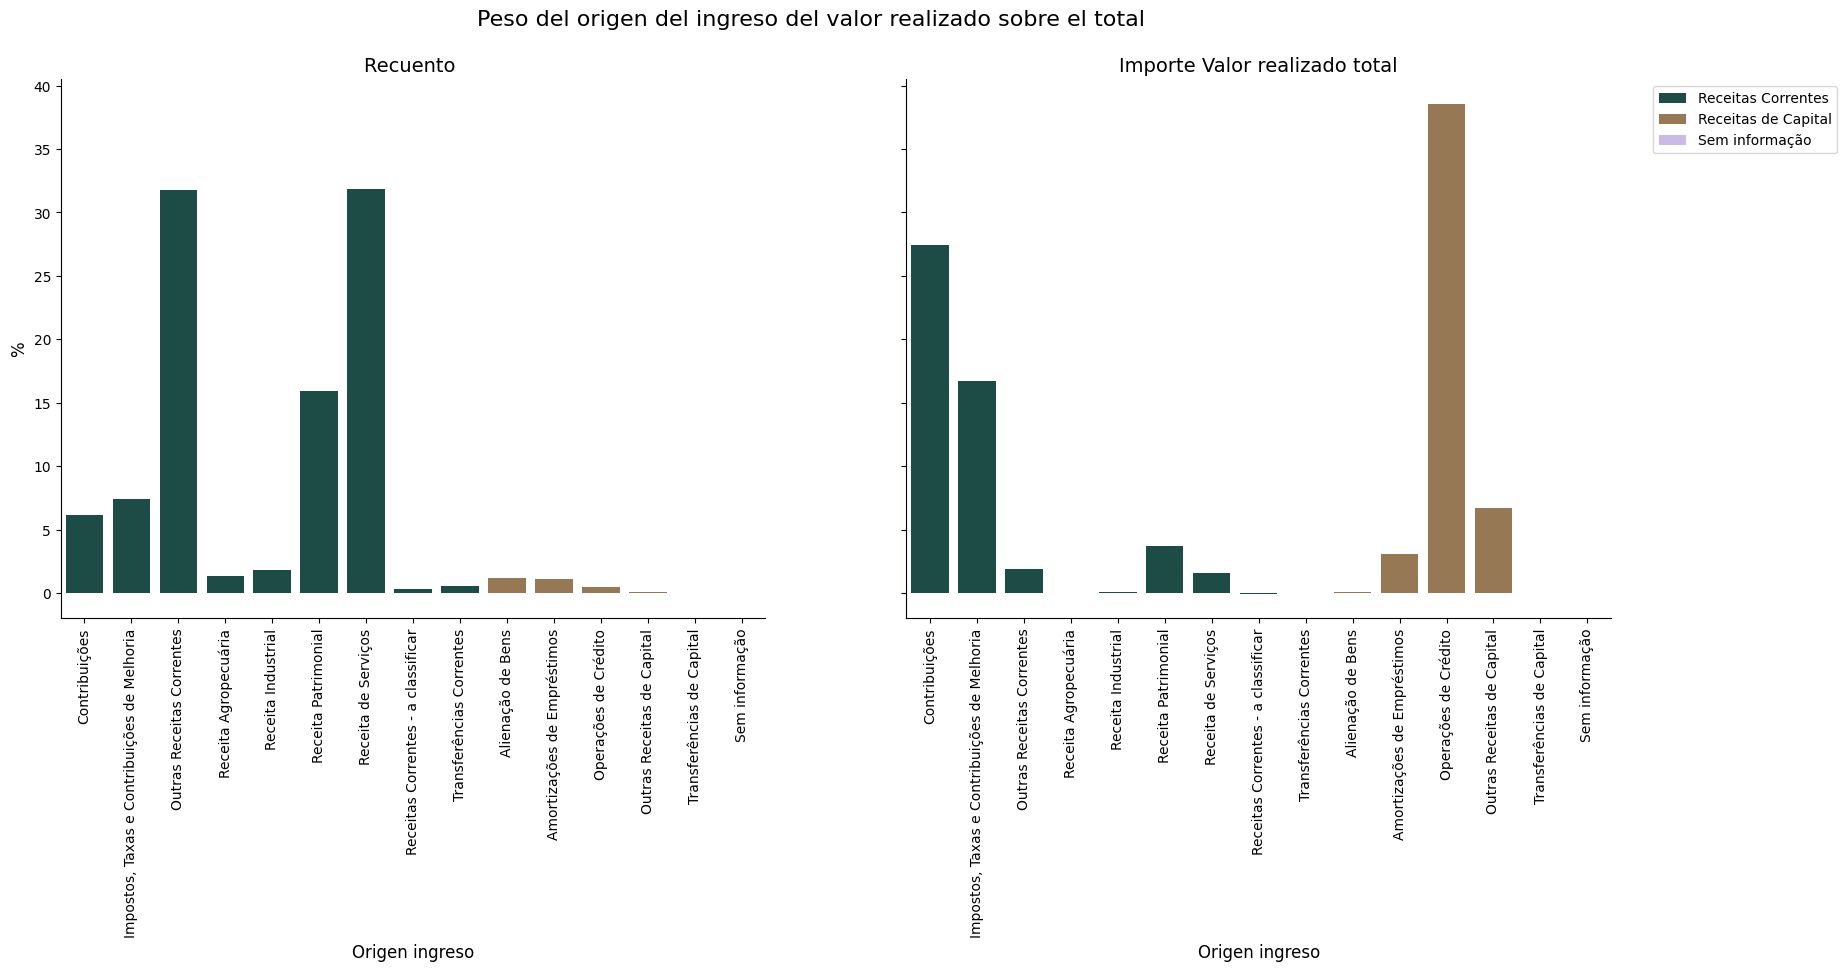 Peso del origen del ingreso del valor realizado sobre el total
Recuento
40
35
30
25
20
15
10
5
0
%
Contribuições
Impostos, Taxas e Contribuições de Melhoria
Outras Receitas Correntes
Receita Agropecuária
Receita Industrial
Receita Patrimonial
Receita de Serviços
Receitas Correntes - a classificar
Transferências Correntes
Alienação de Bens
Amortizações de Empréstimos
Operações de Crédito
Outras Receitas de Capital
Transferências de Capital
Sem informação
Origen ingreso
Importe Valor realizado total
Contribuições
Impostos, Taxas e Contribuições de Melhoria
Outras Receitas Correntes
Receita Agropecuária
Receita Industrial
Receita Patrimonial
Receita de Serviços
Receitas Correntes - a classificar
Transferências Correntes
Alienação de Bens
Amortizações de Empréstimos
Operações de Crédito
Outras Receitas de Capital
Transferências de Capital
Sem informação
Origen ingreso
Receitas Correntes
Receitas de Capital
Sem informação